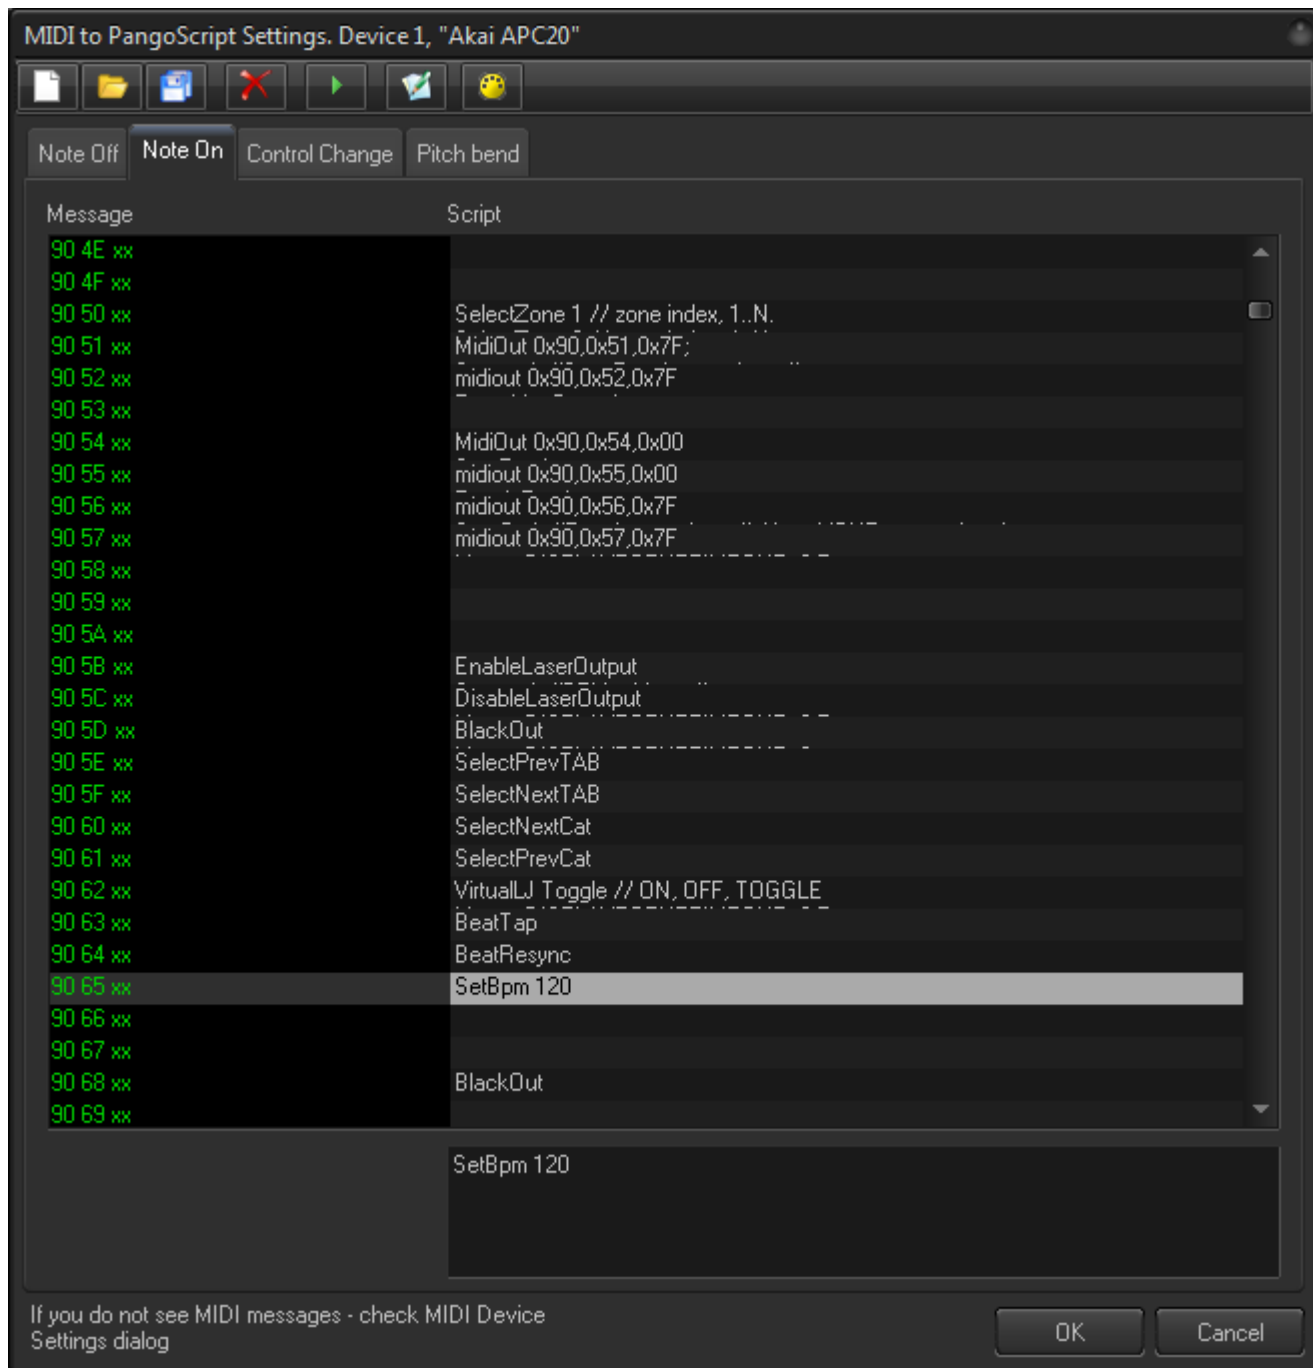 MIDI to PangoScript Settings. Device 1, "Akai APC20"
Note Off Note On Control Change Pitch bend
Message Script
90 4E xx
90 4F xx
90 50 xx SelectZone 1 // zone index, 1..N.
90 51 xx MidiOut 0x90,0x51,0x7F;
90 52 xx midiout 0x90,0x52,0x7F
90 53 xx
90 54 xx MidiOut 0x90,0x54,0x00
90 55 xx midiout 0x90,0x55,0x00
90 56 xx midiout 0x90,0x56,0x7F
90 57 xx midiout 0x90,0x57,0x7F
90 58 xx
90 59 xx
90 5A xx
90 5B xx EnableLaserOutput
90 5C xx DisableLaserOutput
90 5D xx BlackOut
90 5E xx SelectPrevTAB
90 5F xx SelectNextTAB
90 60 xx SelectNextCat
90 61 xx SelectPrevCat
90 62 xx VirtualLJ Toggle // ON, OFF, TOGGLE
90 63 xx BeatTap
90 64 xx BeatResync
90 65 xx SetBpm 120
90 66 xx
90 67 xx
90 68 xx BlackOut
90 69 xx
SetBpm 120
If you do not see MIDI messages - check MIDI Device
Settings dialog
OK Cancel